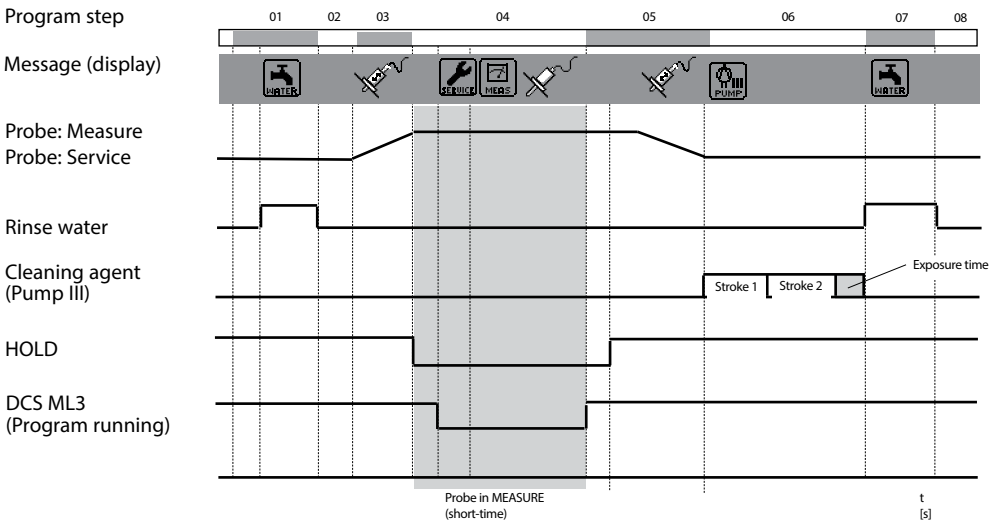 Program step
01 02 03 04 05 06 07 08
Message (display)
WATER SERVICE MEAS PUMP WATER
Probe: Measure
Probe: Service
Rinse water
Cleaning agent
(Pump III)
Exposure time
Stroke 1 Stroke 2
HOLD
DCS ML3
(Program running)
Probe in MEASURE
(short-time)
t
[s]